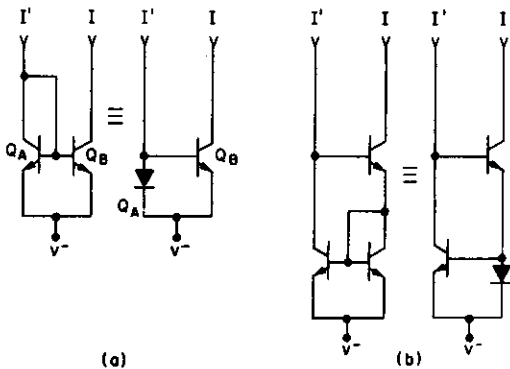 I' I I' I I' I I' I
Q_A Q_B ≡ Q_B ≡
Q_A
V⁻ V⁻ V⁻ V⁻
(a) (b)